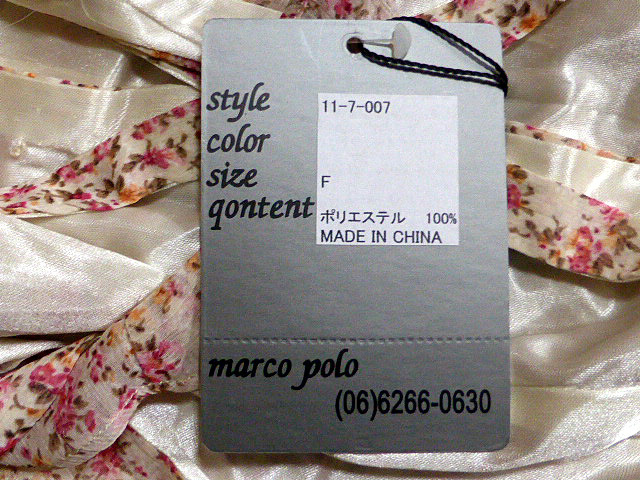 style 11-7-007
color
size F
qontent ポリエステル 100%
MADE IN CHINA
marco polo
(06)6266-0630